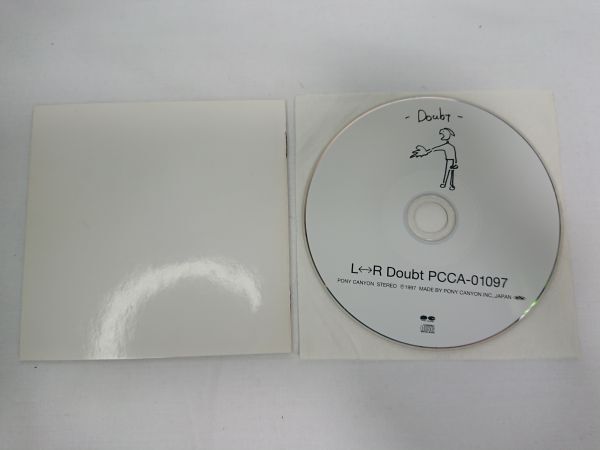 - Doubt -
L↔R Doubt PCCA-01097
PONY CANYON STEREO ℗1997 MADE BY PONY CANYON INC.,JAPAN